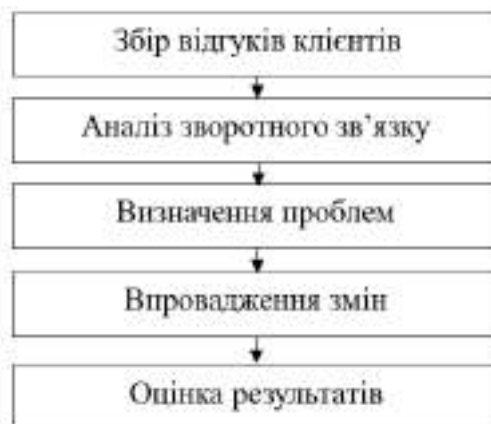 Збір відгуків клієнтів
Аналіз зворотного зв’язку
Визначення проблем
Впровадження змін
Оцінка результатів